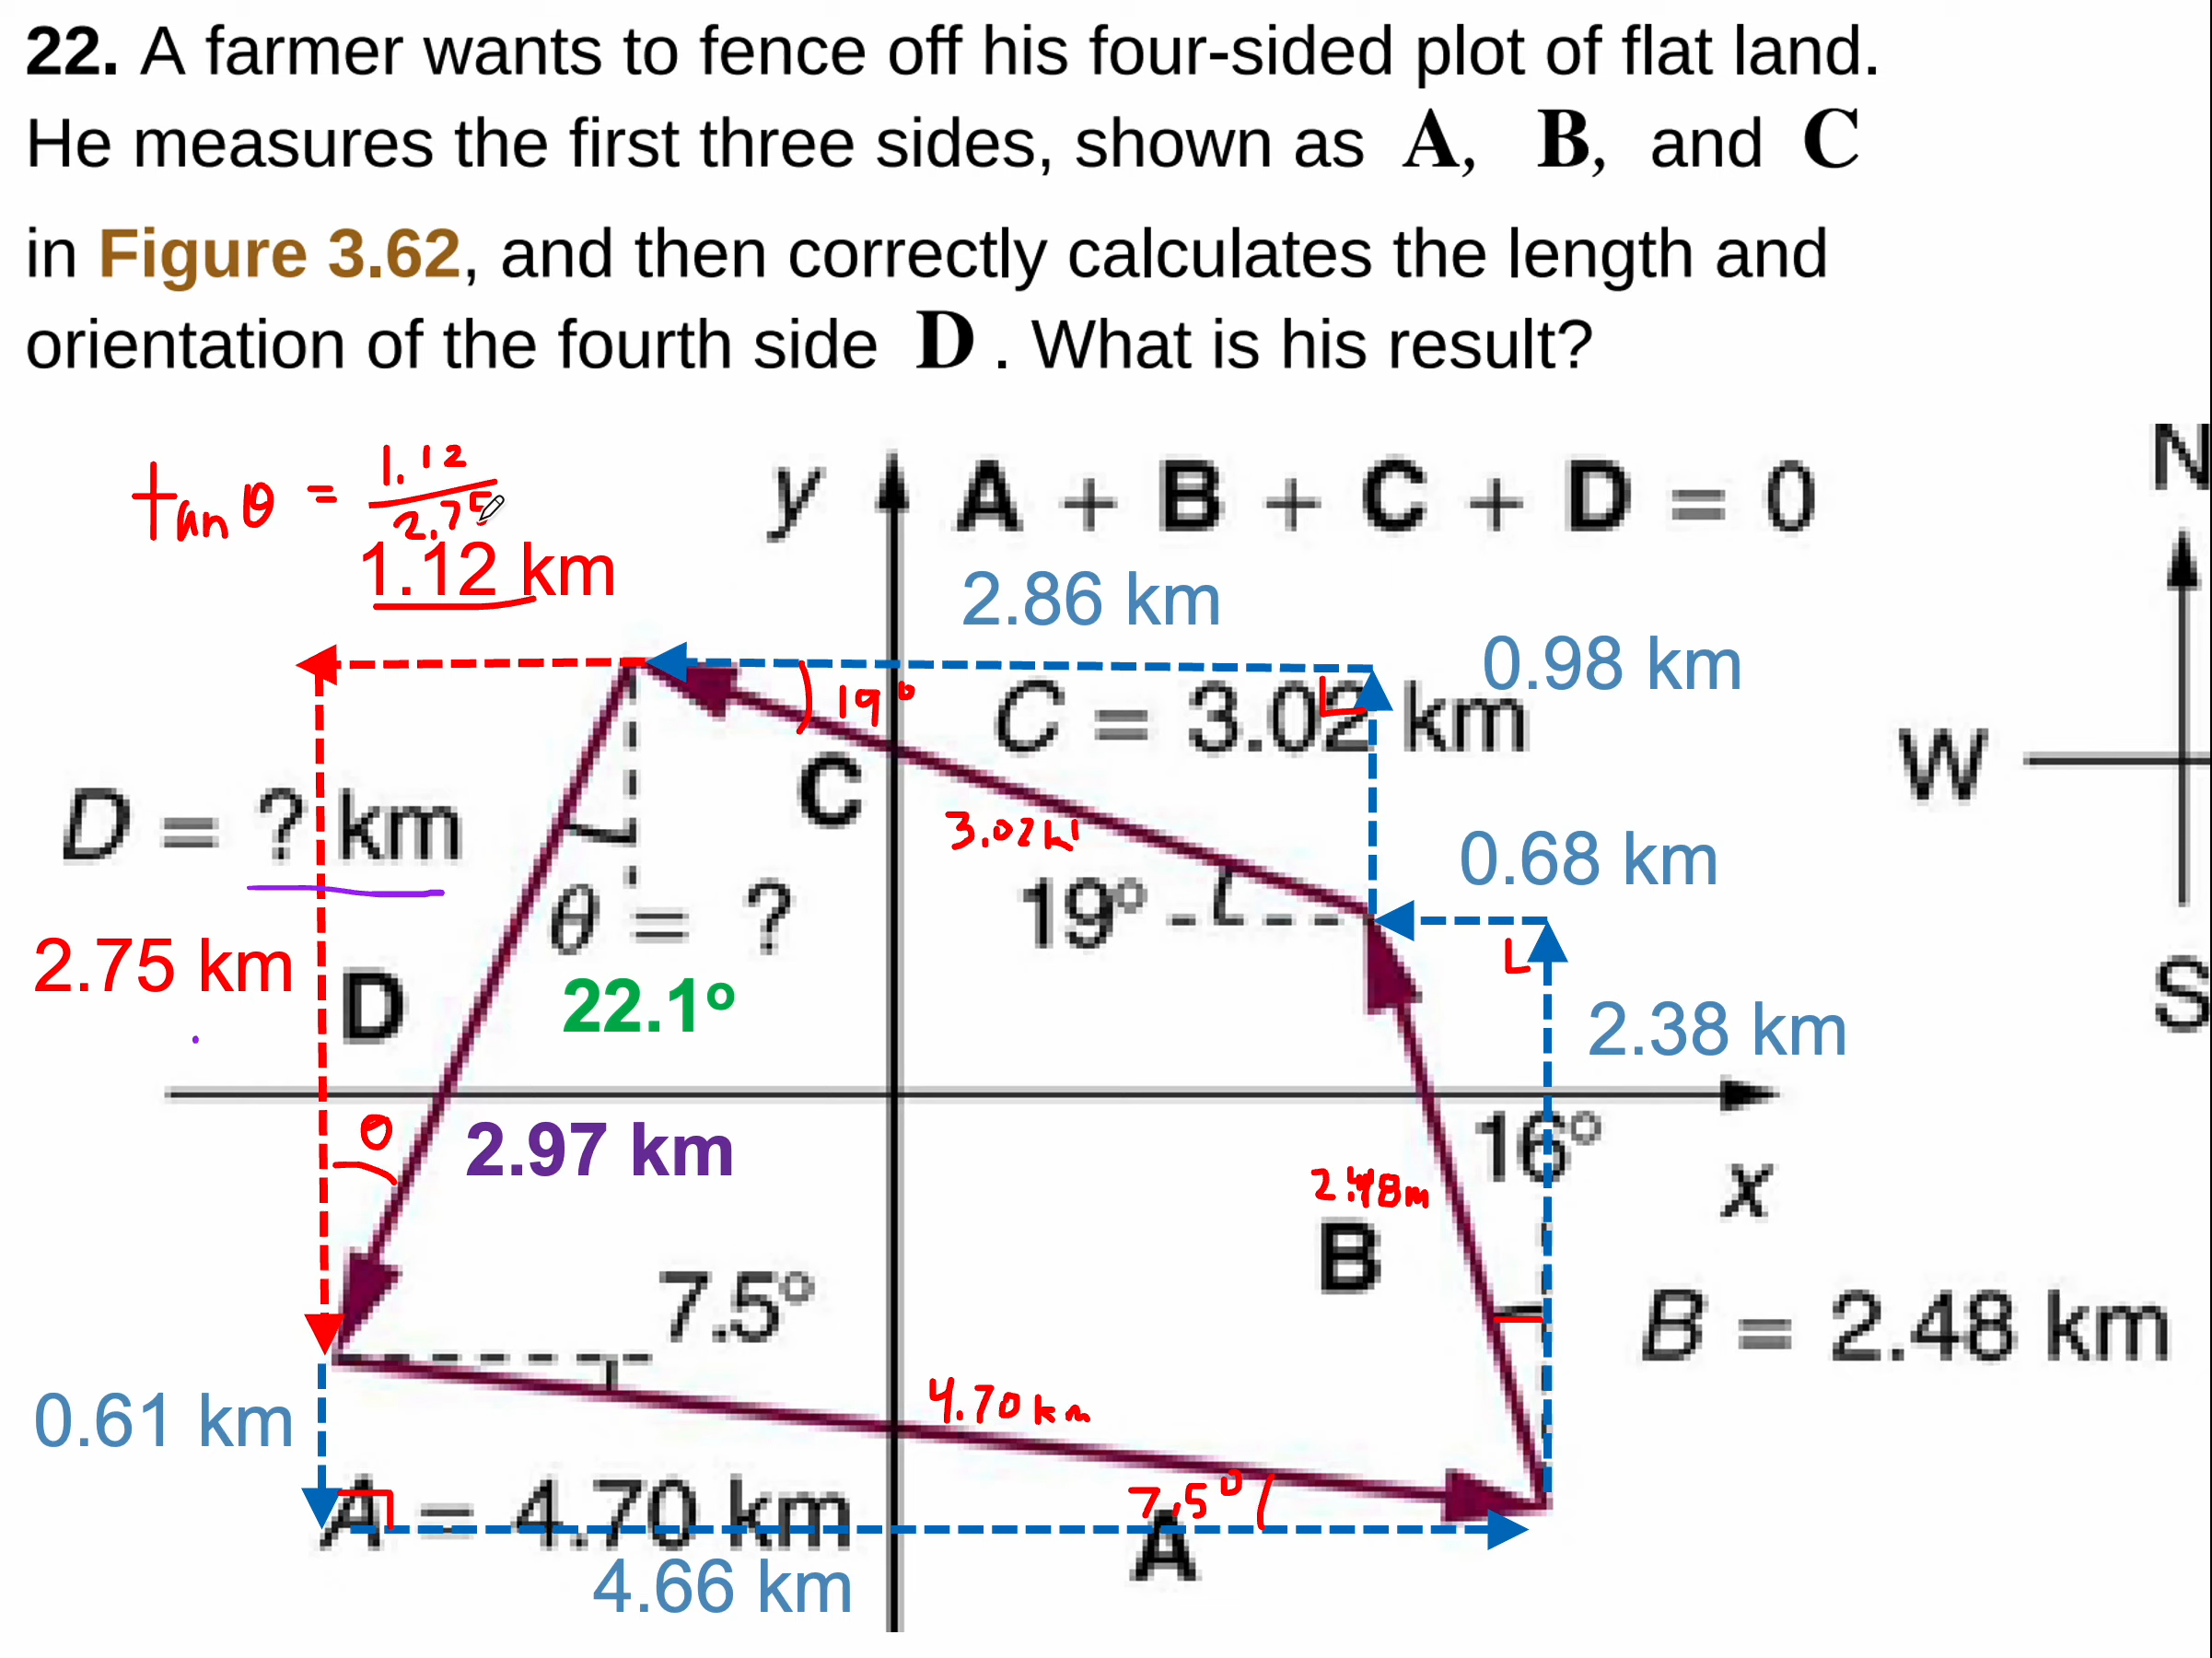 22. A farmer wants to fence off his four-sided plot of flat land.
He measures the first three sides, shown as A, B, and C
in Figure 3.62, and then correctly calculates the length and
orientation of the fourth side D . What is his result?
tan θ = 1.12 / 2.75
1.12 km
y
A + B + C + D = 0
N
2.86 km
0.98 km
19°
C = 3.02 km
W
D = ? km
C
3.02k
0.68 km
θ = ?
19°
2.75 km
D
22.1º
S
2.38 km
θ
2.97 km
16°
x
2.48m
B
7.5°
B = 2.48 km
0.61 km
4.70 km
A = 4.70 km
7.5°
A
4.66 km